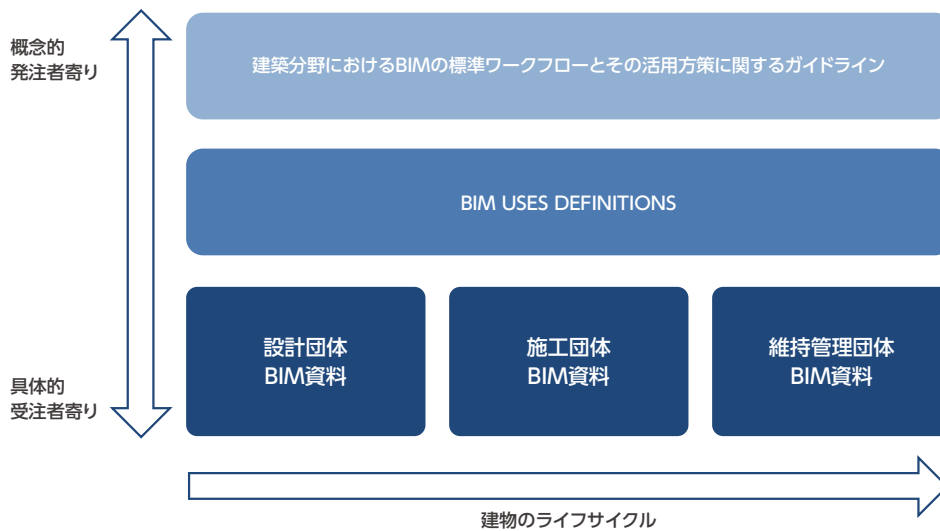 概念的
発注者寄り
建築分野におけるBIMの標準ワークフローとその活用方策に関するガイドライン
BIM USES DEFINITIONS
設計団体
BIM資料
施工団体
BIM資料
維持管理団体
BIM資料
具体的
受注者寄り
建物のライフサイクル